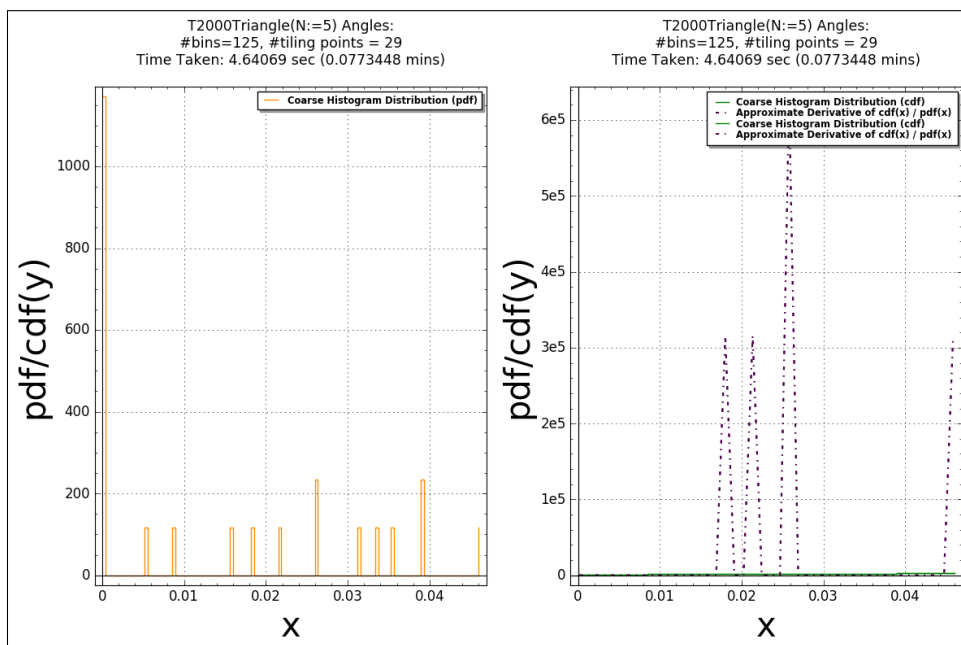 T2000Triangle(N:=5) Angles:
#bins=125, #tiling points = 29
Time Taken: 4.64069 sec (0.0773448 mins)
Coarse Histogram Distribution (pdf)
1000
800
600
400
200
0
pdf/cdf(y)
0 0.01 0.02 0.03 0.04
x
T2000Triangle(N:=5) Angles:
#bins=125, #tiling points = 29
Time Taken: 4.64069 sec (0.0773448 mins)
Coarse Histogram Distribution (cdf)
Approximate Derivative of cdf(x) / pdf(x)
Coarse Histogram Distribution (cdf)
Approximate Derivative of cdf(x) / pdf(x)
6e5
5e5
4e5
3e5
2e5
1e5
0
pdf/cdf(y)
0 0.01 0.02 0.03 0.04
x